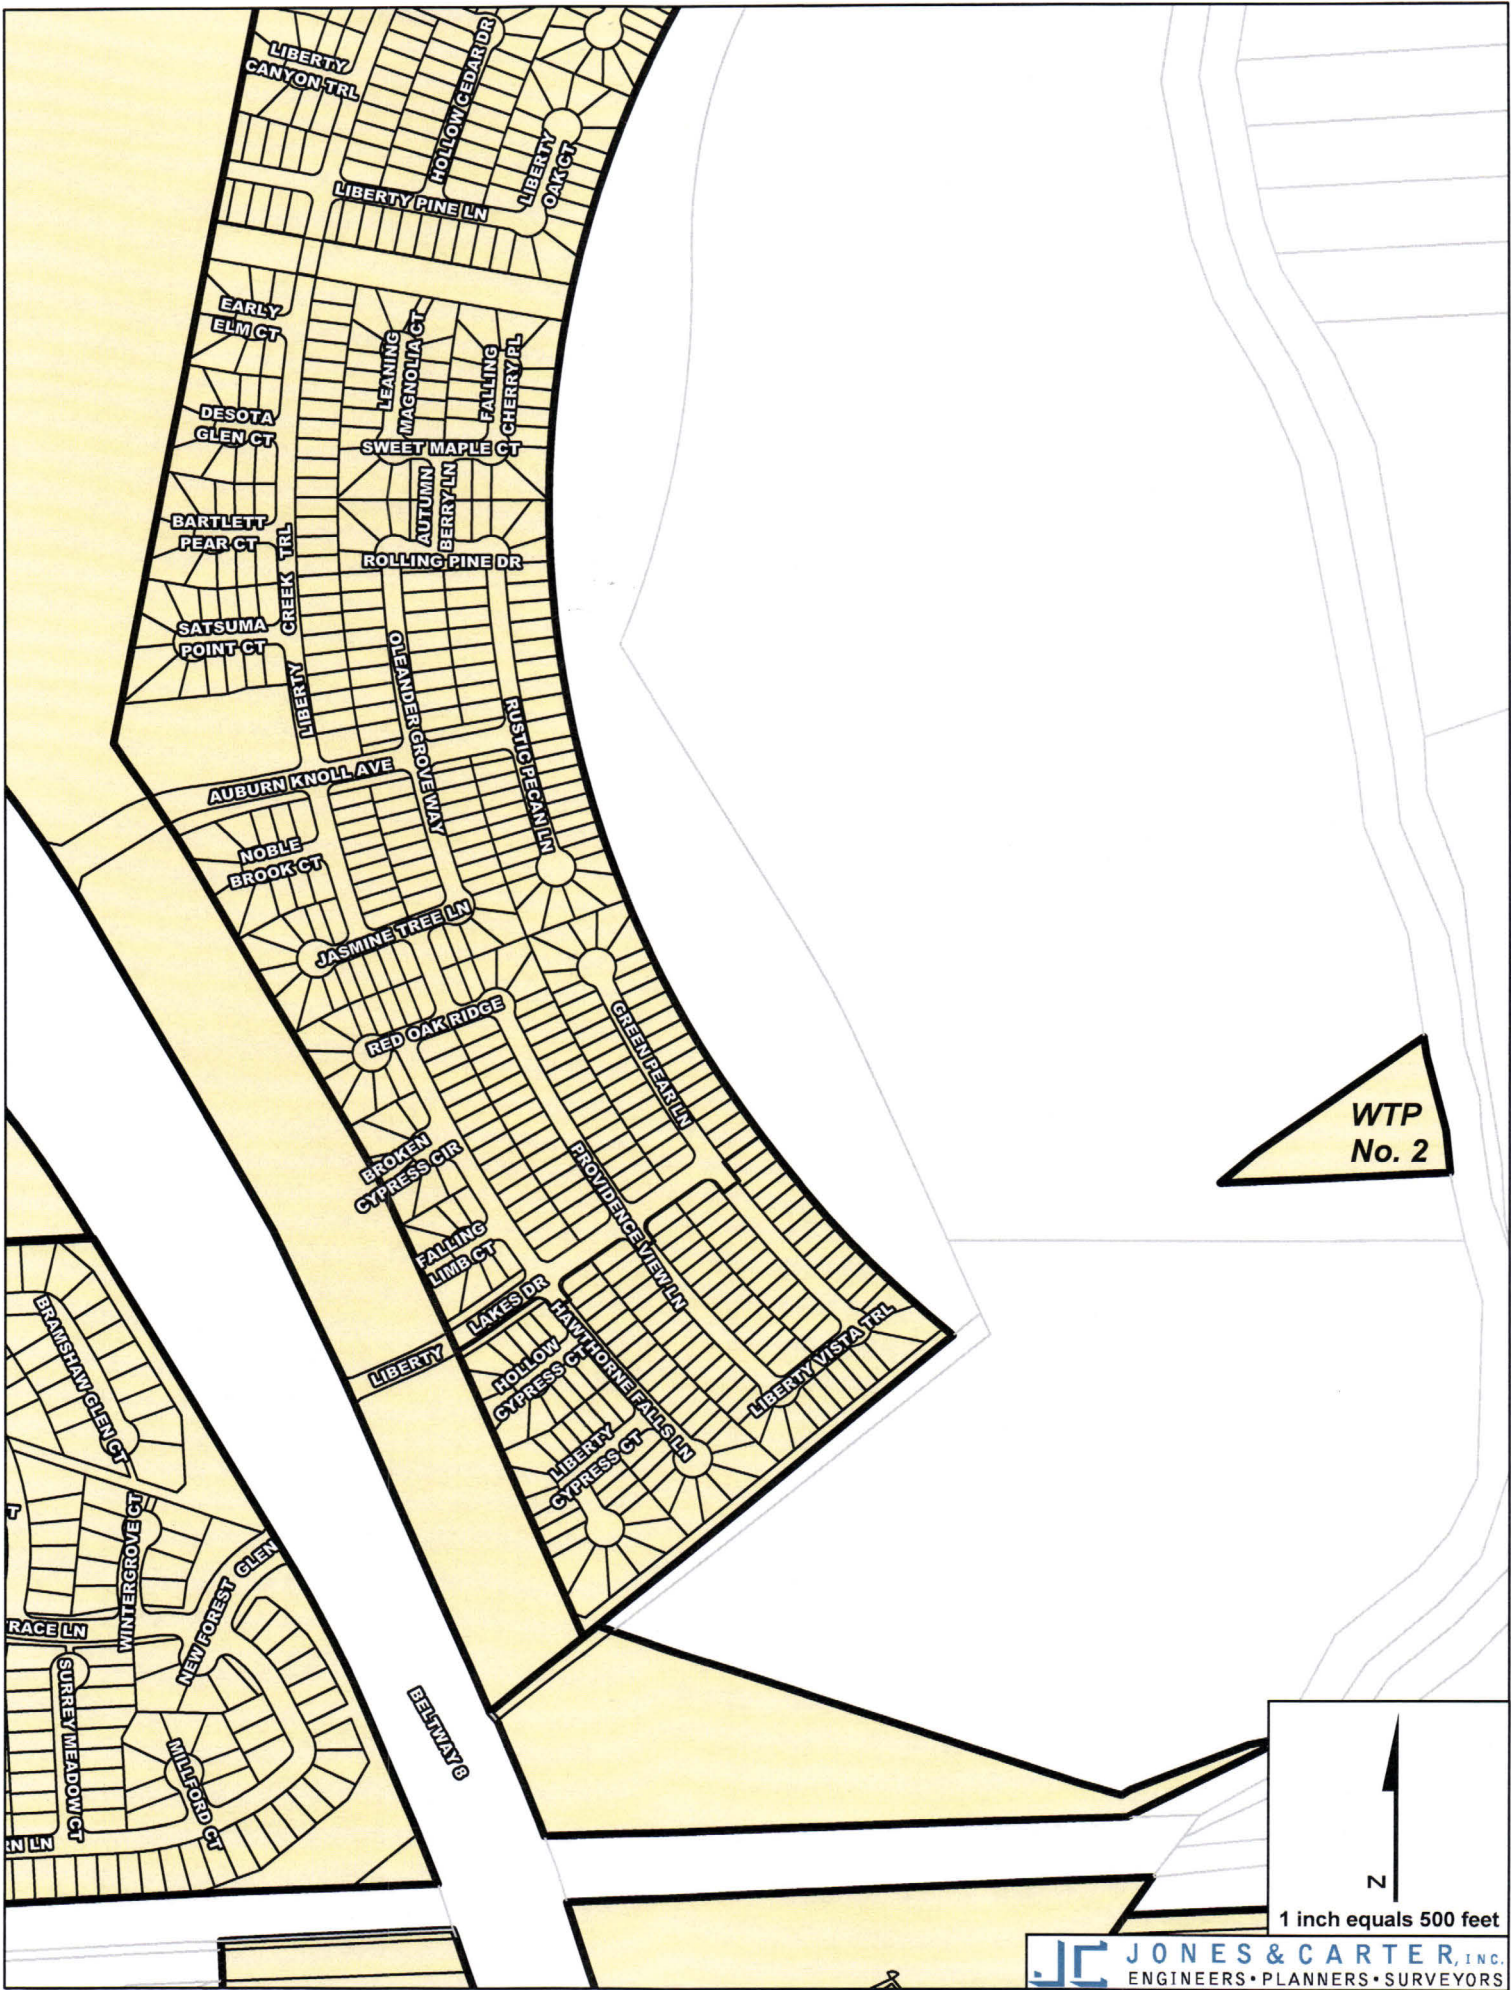 LIBERTY
CANYON TRL
HOLLOW CEDAR DR
LIBERTY
OAK CT
LIBERTY PINE LN
EARLY
ELM CT
LEANING
MAGNOLIA CT
FALLING
CHERRY PL
DESOTA
GLEN CT
SWEET MAPLE CT
AUTUMN
BERRY LN
BARTLETT
PEAR CT
ROLLING PINE DR
LIBERTY CREEK TRL
SATSUMA
POINT CT
OLEANDER GROVE WAY
RUSTIC PECAN LN
AUBURN KNOLL AVE
NOBLE
BROOK CT
JASMINE TREE LN
RED OAK RIDGE
GREEN PEAR LN
WTP
No. 2
BROKEN
CYPRESS CIR
PROVIDENCE VIEW LN
FALLING
LIMB CT
LIBERTY LAKES DR
HAWTHORNE FALLS LN
HOLLOW
CYPRESS CT
LIBERTY VISTA TRL
LIBERTY
CYPRESS CT
BRAMSHAW GLEN CT
T
WINTERGROVE CT
NEW FOREST GLEN
RACE LN
SURREY MEADOW CT
MILLFORD CT
RN LN
BELTWAY 8
N
1 inch equals 500 feet
JC JONES & CARTER, INC.
ENGINEERS • PLANNERS • SURVEYORS